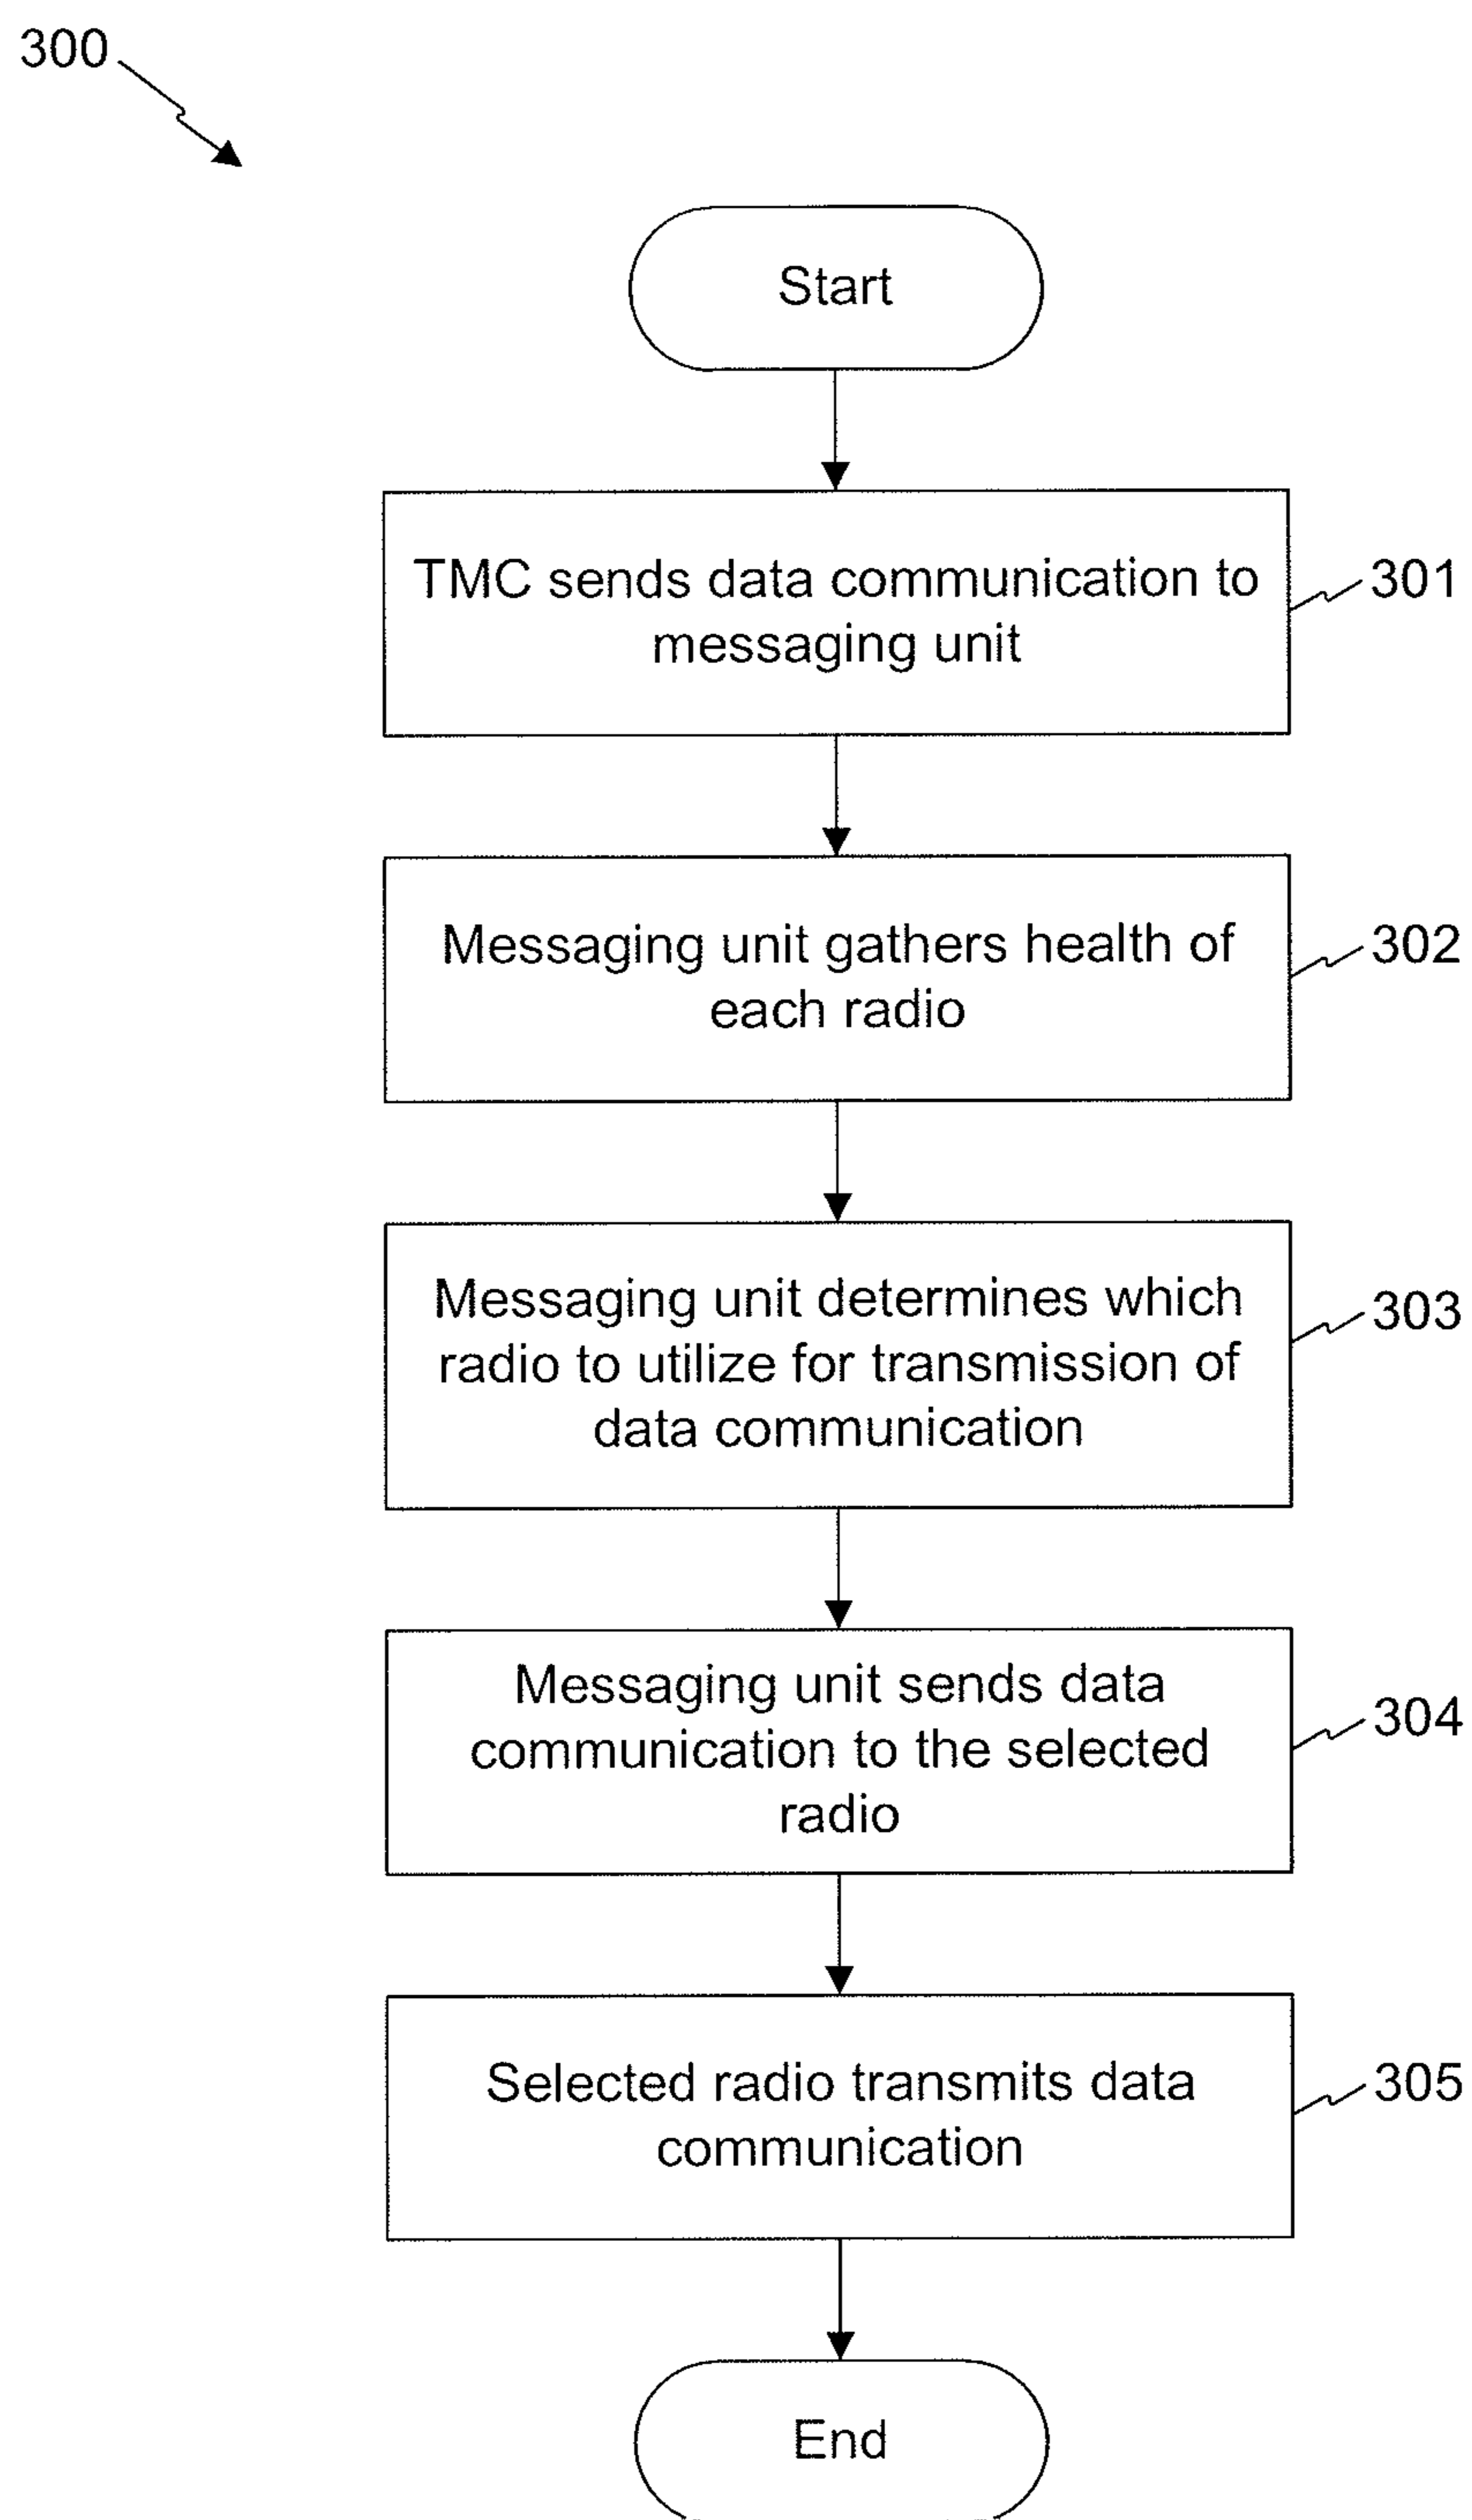 300
Start
TMC sends data communication to
messaging unit
301
Messaging unit gathers health of
each radio
302
Messaging unit determines which
radio to utilize for transmission of
data communication
303
Messaging unit sends data
communication to the selected
radio
304
Selected radio transmits data
communication
305
End